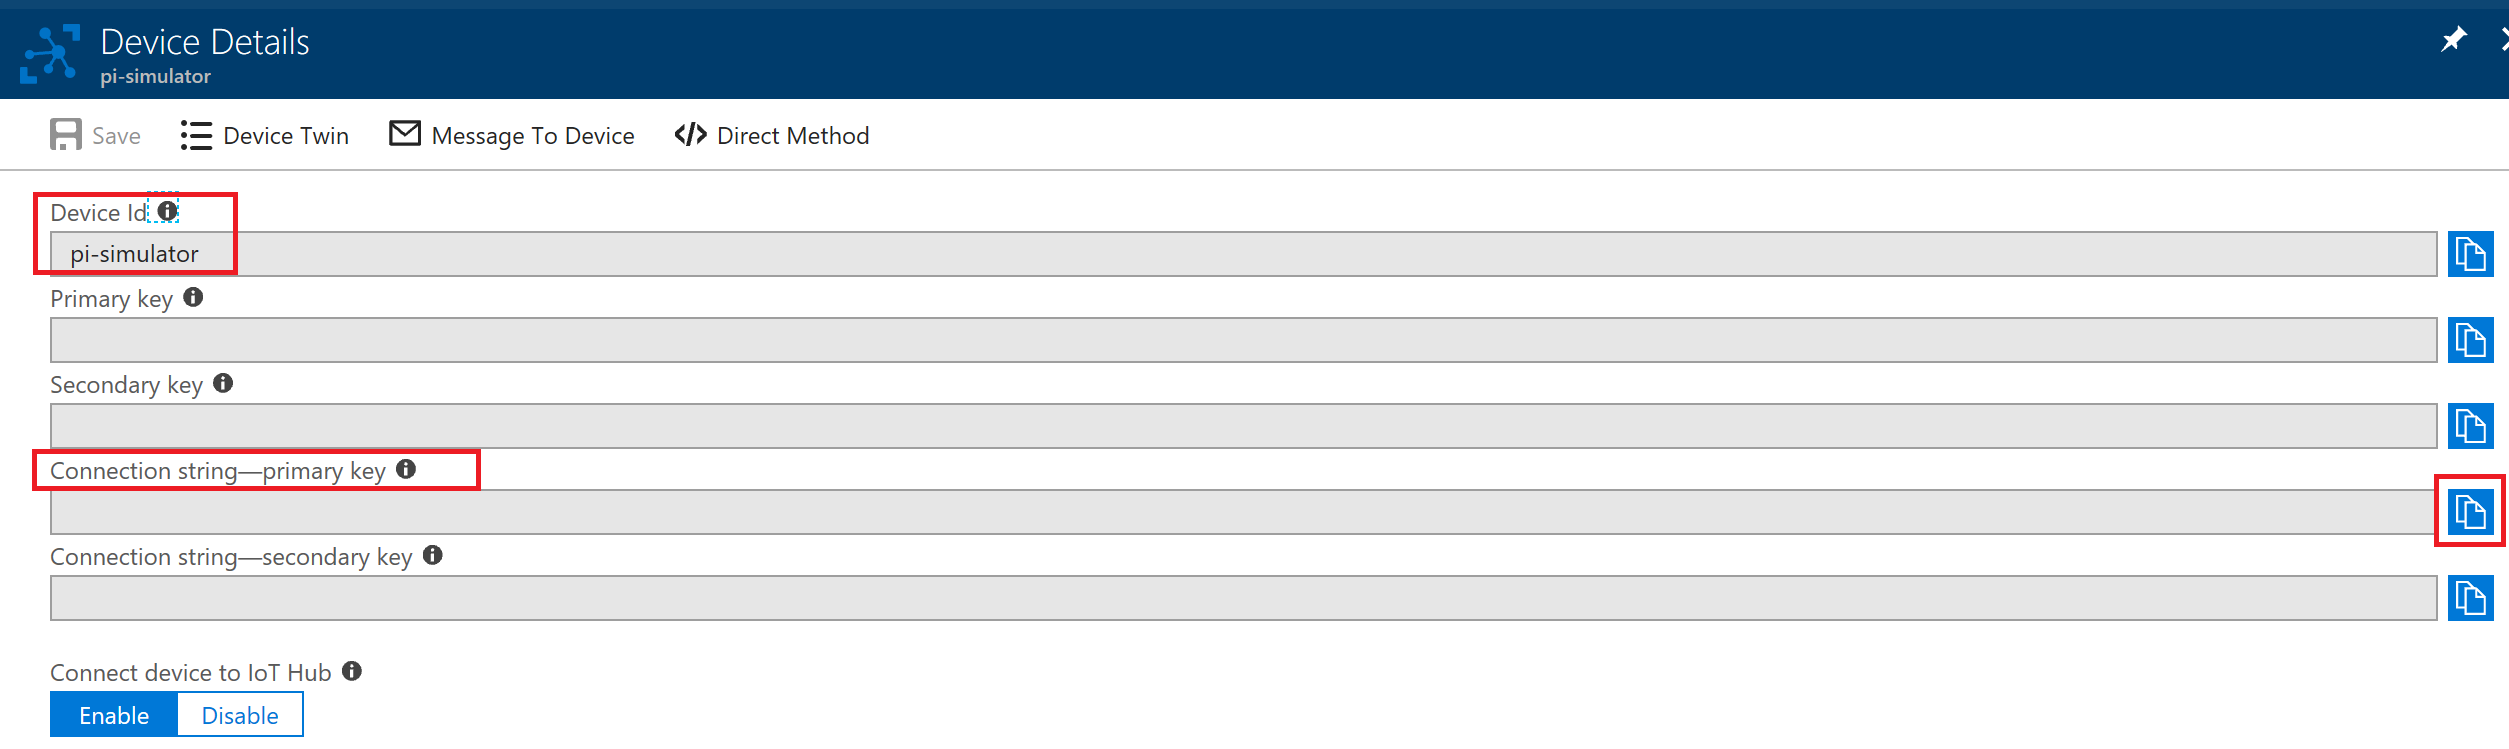 Device Details
pi-simulator
Save Device Twin Message To Device Direct Method
Device Id
pi-simulator
Primary key
Secondary key
Connection string—primary key
Connection string—secondary key
Connect device to IoT Hub
Enable Disable